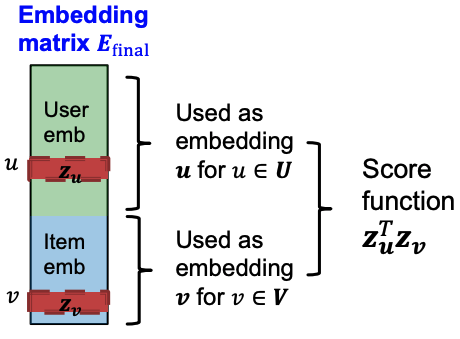 Embedding
matrix E_final
User
emb
u
z_u
Used as
embedding
u for u ∈ U
Score
function
z_u^T z_v
Item
emb
v
z_v
Used as
embedding
v for v ∈ V